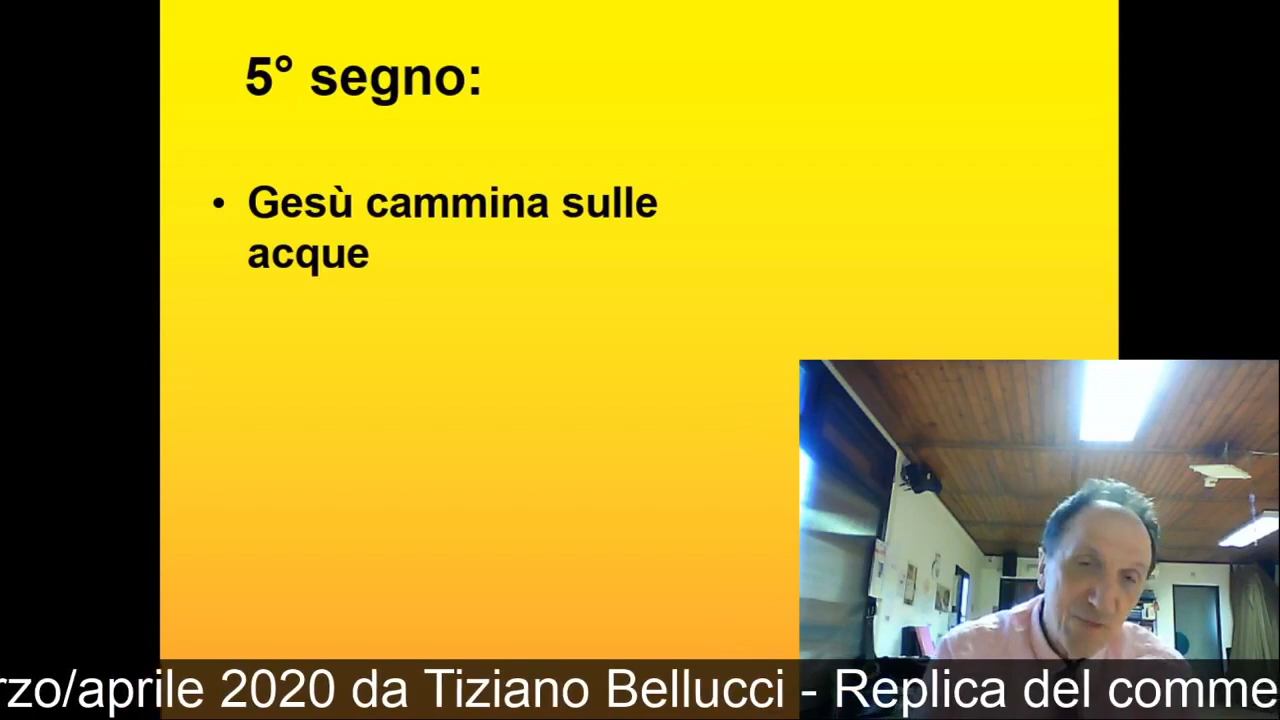 5° segno:
• Gesù cammina sulle
acque
rzo/aprile 2020 da Tiziano Bellucci - Replica del comme